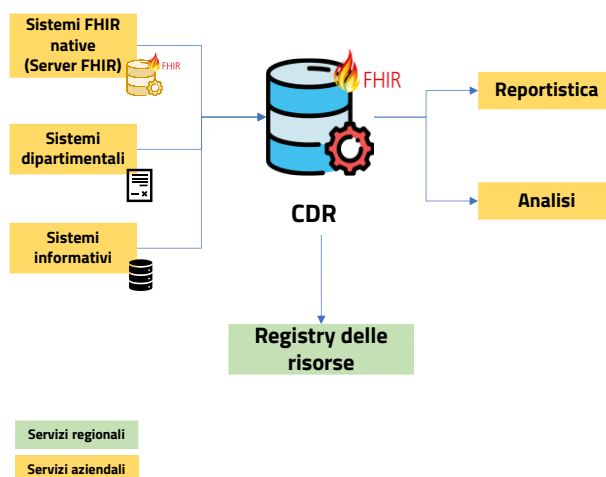 Sistemi FHIR
native
(Server FHIR)
FHIR
Sistemi
dipartimentali
Sistemi
informativi
FHIR
CDR
Reportistica
Analisi
Registry delle
risorse
Servizi regionali
Servizi aziendali